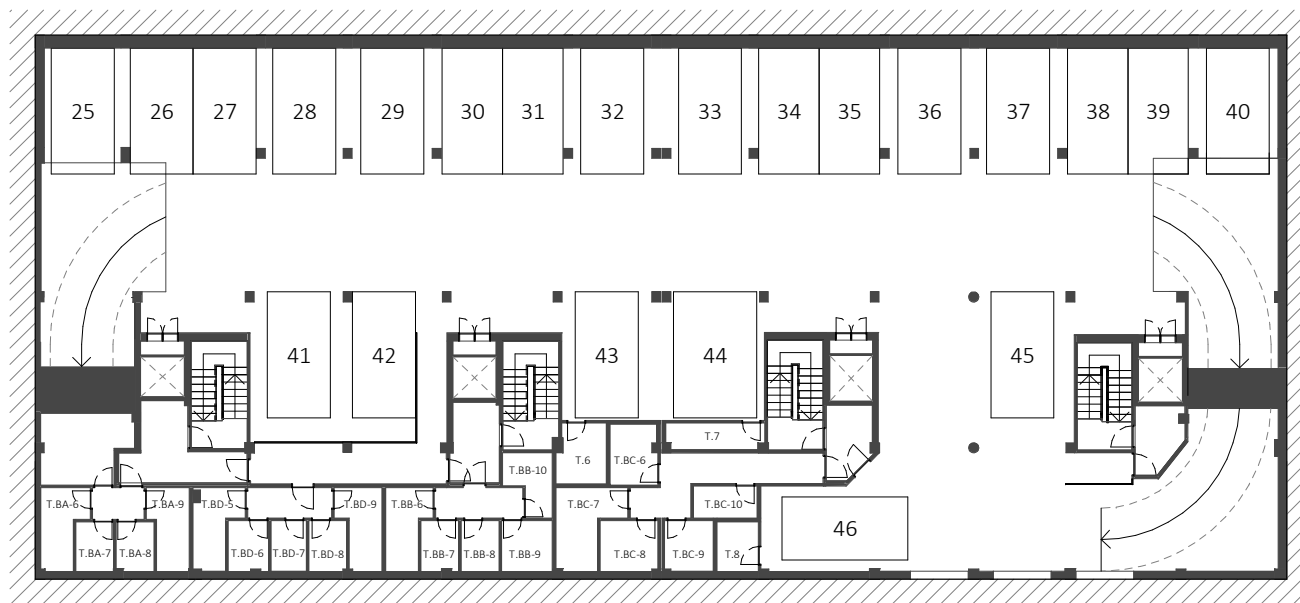 25 26 27 28 29 30 31 32 33 34 35 36 37 38 39 40
41 42 43 44 45
T.7
T.6 T.BC-6
T.BB-10
T.BA-6 T.BA-9 T.BD-5 T.BD-9 T.BB-6 T.BC-7 T.BC-10
46
T.BA-7 T.BA-8 T.BD-6 T.BD-7 T.BD-8 T.BB-7 T.BB-8 T.BB-9 T.BC-8 T.BC-9 T.8